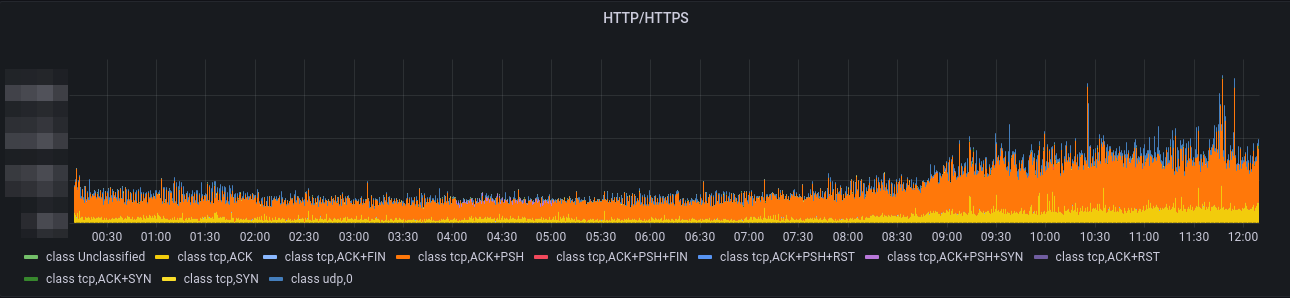 HTTP/HTTPS
00:30 01:00 01:30 02:00 02:30 03:00 03:30 04:00 04:30 05:00 05:30 06:00 06:30 07:00 07:30 08:00 08:30 09:00 09:30 10:00 10:30 11:00 11:30 12:00
class Unclassified class tcp,ACK class tcp,ACK+FIN class tcp,ACK+PSH class tcp,ACK+PSH+FIN class tcp,ACK+PSH+RST class tcp,ACK+PSH+SYN class tcp,ACK+RST
class tcp,ACK+SYN class tcp,SYN class udp,0